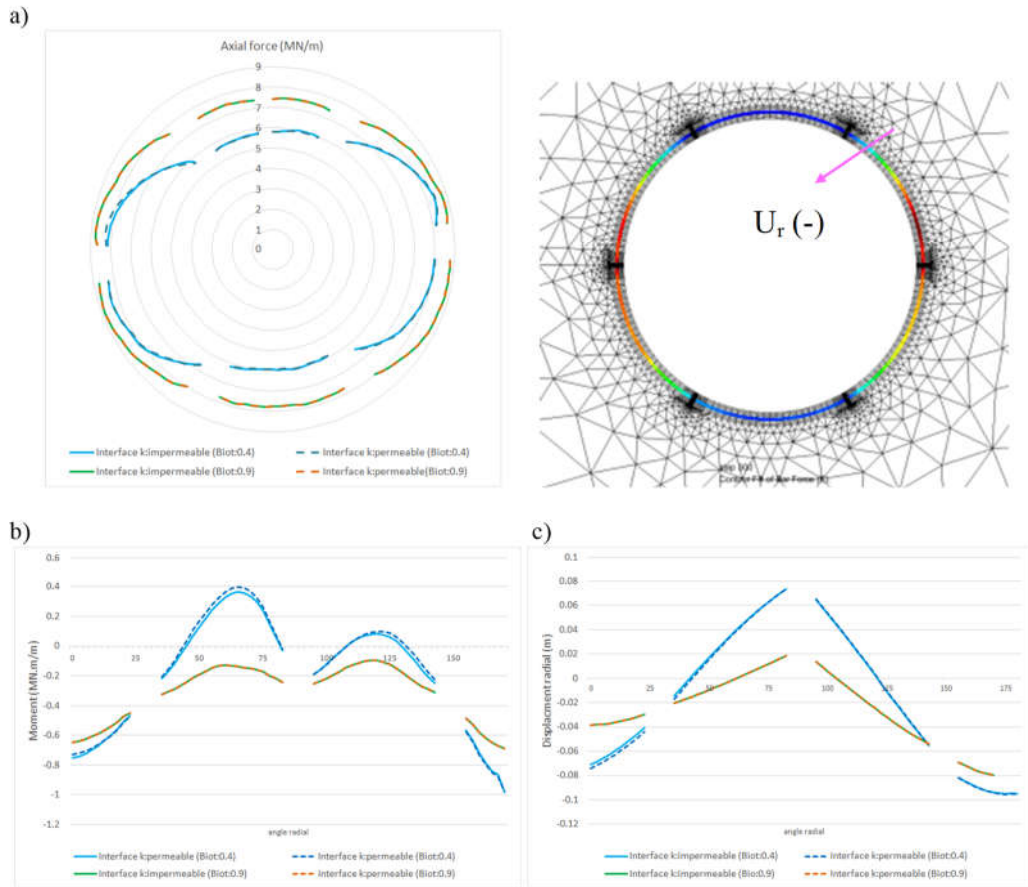 a)
Axial force (MN/m)
9
8
7
6
5
4
3
2
1
0
Interface k:impermeable (Biot:0.4)
Interface k:permeable (Biot:0.4)
Interface k:impermeable (Biot:0.9)
Interface k:permeable(Biot:0.9)
Ur (-)
b)
0.6
0.4
0.2
0
-0.2
-0.4
-0.6
-0.8
-1
-1.2
0 25 50 75 100 125 150
Moment (MN.m/m)
angle radial
Interface k:permeable (Biot:0.4)
Interface k:permeable (Biot:0.4)
Interface k:impermeable (Biot:0.9)
Interface k:permeable (Biot:0.9)
c)
0.1
0.08
0.06
0.04
0.02
0
-0.02
-0.04
-0.06
-0.08
-0.1
-0.12
0 25 50 75 100 125 150 175
Displacment radial (m)
angle radial
Interface k:impermeable (Biot:0.4)
Interface k:permeable (Biot:0.4)
Interface k:impermeable (Biot:0.9)
Interface k:permeable (Biot:0.9)